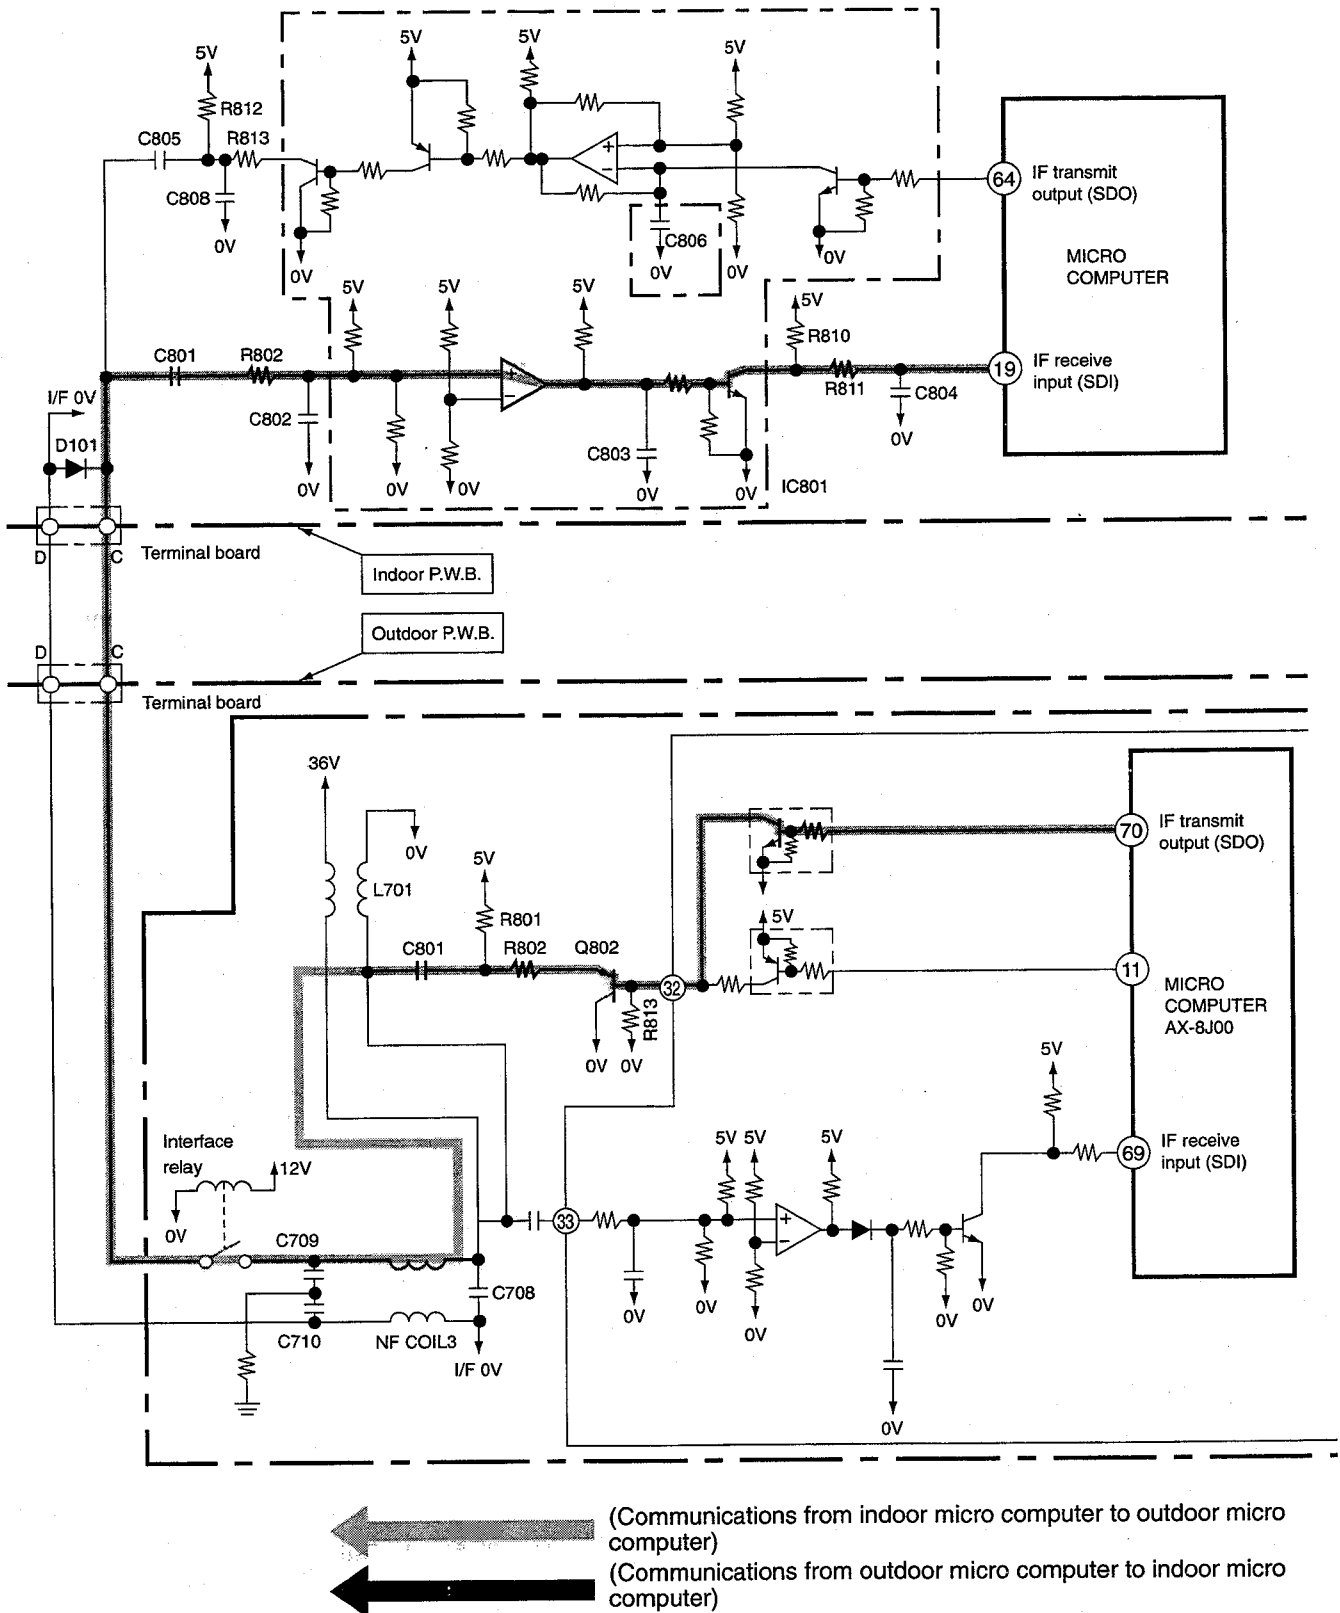 5V
5V
5V
5V
R812
C805
R813
C808
0V
0V
C806
0V
0V
0V
64
IF transmit
output (SDO)
MICRO
COMPUTER
5V
5V
5V
5V
R810
C801
R802
19
IF receive
input (SDI)
R811
C804
0V
I/F 0V
D101
C802
C803
0V
0V
0V
0V
0V
IC801
D
C
Terminal board
Indoor P.W.B.
Outdoor P.W.B.
D
C
Terminal board
36V
0V
L701
5V
R801
C801
R802
Q802
R813
0V
0V
32
5V
70
IF transmit
output (SDO)
11
MICRO
COMPUTER
AX-8J00
5V
69
IF receive
input (SDI)
Interface
relay
12V
0V
C709
C710
NF COIL3
C708
I/F 0V
33
5V
5V
5V
+
−
0V
0V
0V
0V
0V
0V
(Communications from indoor micro computer to outdoor micro
computer)
(Communications from outdoor micro computer to indoor micro
computer)